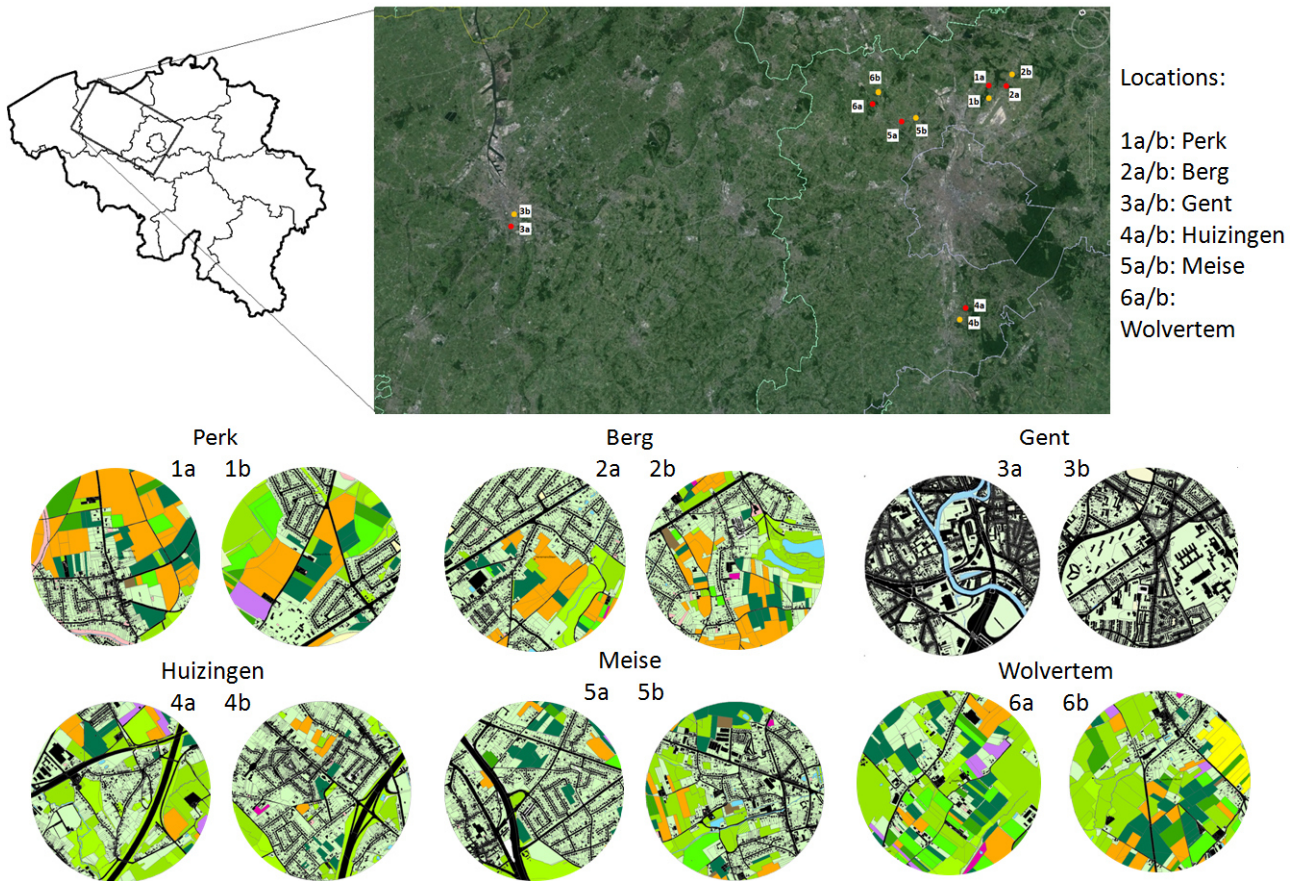 6b
6a
5a
5b
1a
2b
1b
2a
3b
3a
4a
4b
Locations:
1a/b: Perk
2a/b: Berg
3a/b: Gent
4a/b: Huizingen
5a/b: Meise
6a/b:
Wolvertem
Perk
1a 1b
Berg
2a 2b
Gent
3a 3b
Huizingen
4a 4b
Meise
5a 5b
Wolvertem
6a 6b